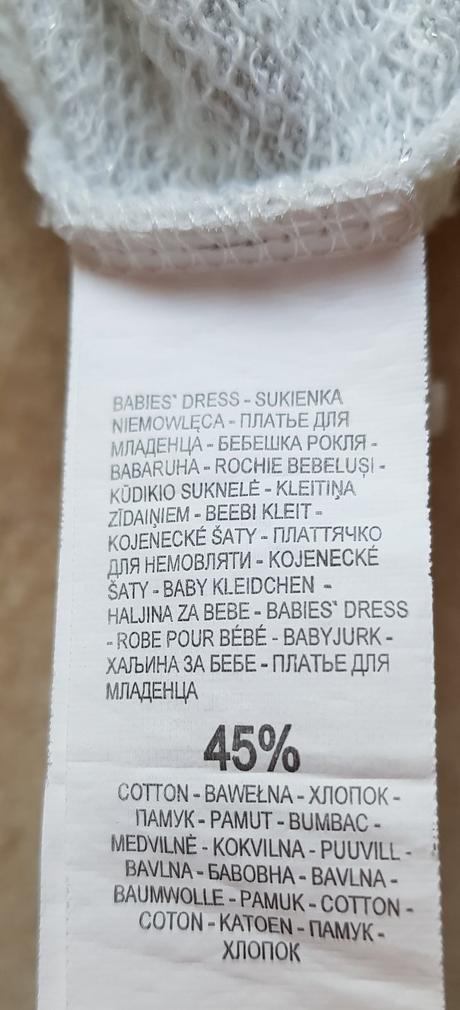 BABIES' DRESS - SUKIENKA
NIEMOWLĘCA - ПЛАТЬЕ ДЛЯ
МЛАДЕНЦА - БЕБЕШКА РОКЛЯ -
BABARUHA - ROCHIE BEBELUȘI -
KŪDIKIO SUKNELĖ - KLEITIŅA
ZĪDAIŅIEM - BEEBI KLEIT -
KOJENECKÉ ŠATY - ПЛАТТЯЧКО
ДЛЯ НЕМОВЛЯТИ - KOJENECKÉ
ŠATY - BABY KLEIDCHEN -
HALJINA ZA BEBE - BABIES' DRESS
- ROBE POUR BÉBÉ - BABYJURK -
ХАЉИНА ЗА БЕБЕ - ПЛАТЬЕ ДЛЯ
МЛАДЕНЦА
45%
COTTON - BAWEŁNA - ХЛОПОК -
ПАМУК - PAMUT - BUMBAC -
MEDVILNĖ - KOKVILNA - PUUVILL -
BAVLNA - БАВОВНА - BAVLNA -
BAUMWOLLE - PAMUK - COTTON -
COTON - KATOEN - ПАМУК -
ХЛОПОК